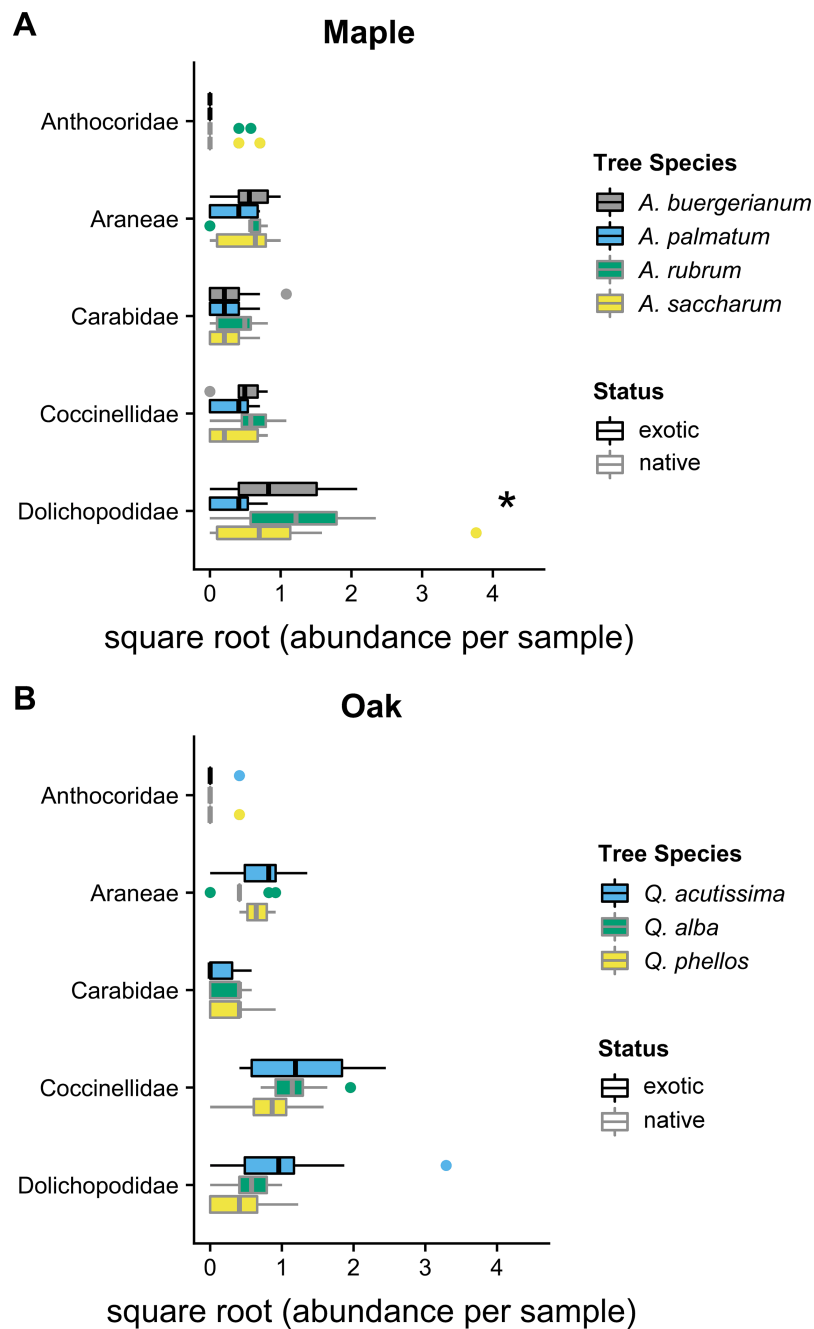 A
Maple
Anthocoridae
Araneae
Carabidae
Coccinellidae
Dolichopodidae
*
0 1 2 3 4
square root (abundance per sample)
Tree Species
A. buergerianum
A. palmatum
A. rubrum
A. saccharum
Status
exotic
native
B
Oak
Anthocoridae
Araneae
Carabidae
Coccinellidae
Dolichopodidae
0 1 2 3 4
square root (abundance per sample)
Tree Species
Q. acutissima
Q. alba
Q. phellos
Status
exotic
native